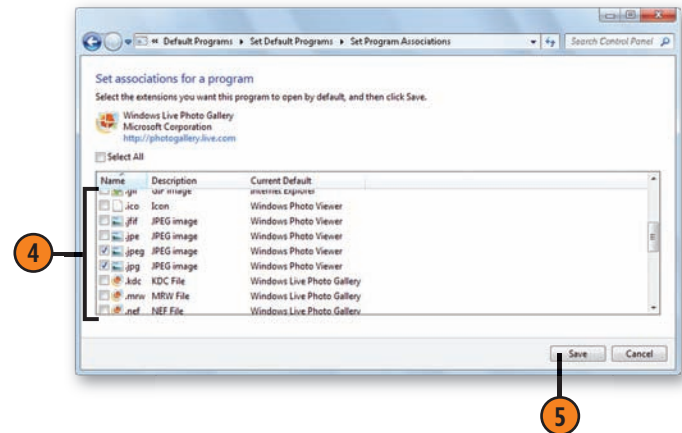 « Default Programs ▸ Set Default Programs ▸ Set Program Associations
Search Control Panel
Set associations for a program
Select the extensions you want this program to open by default, and then click Save.
Windows Live Photo Gallery
Microsoft Corporation
http://photogallery.live.com
Select All
Name Description Current Default
.gif GIF Image Internet Explorer
.ico Icon Windows Photo Viewer
.jfif JPEG image Windows Photo Viewer
.jpe JPEG image Windows Photo Viewer
.jpeg JPEG image Windows Photo Viewer
.jpg JPEG image Windows Photo Viewer
.kdc KDC File Windows Live Photo Gallery
.mrw MRW File Windows Live Photo Gallery
.nef NEF File Windows Live Photo Gallery
4
Save Cancel
5